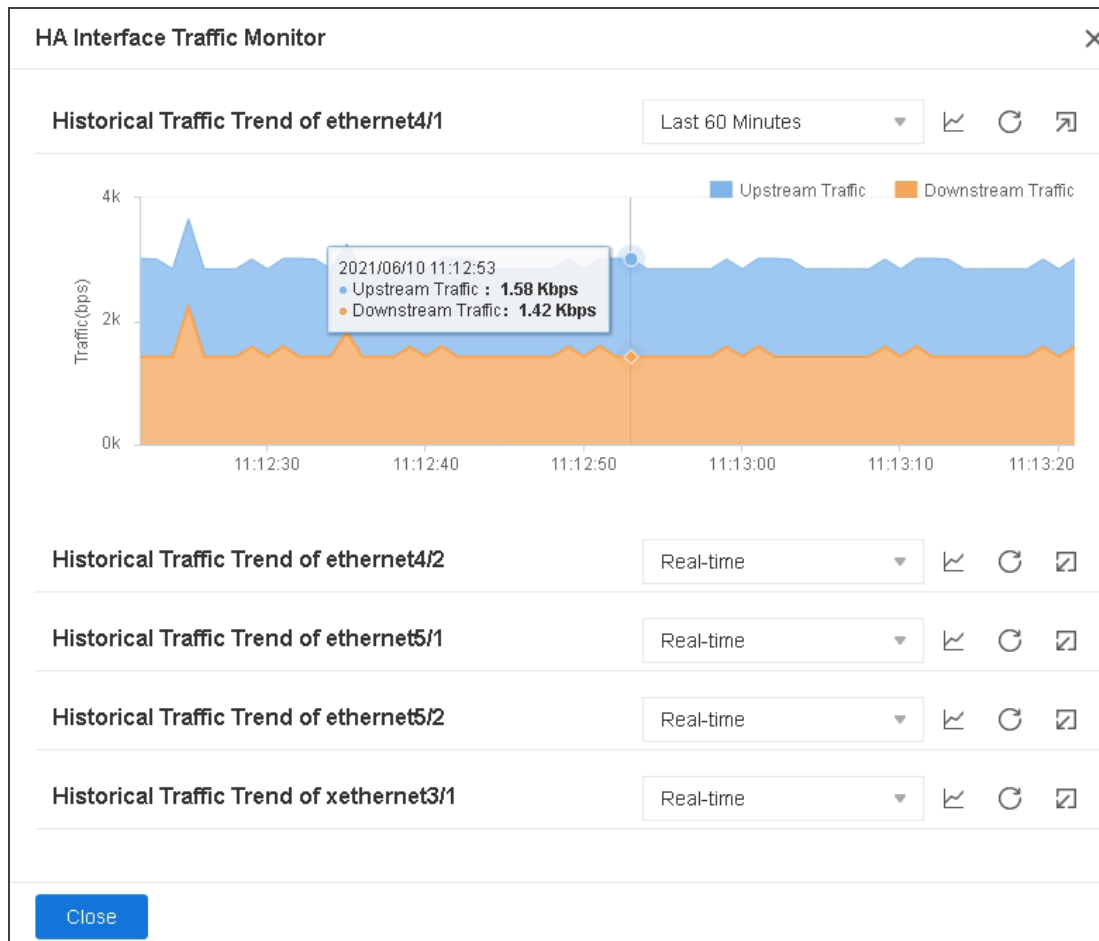 HA Interface Traffic Monitor
Historical Traffic Trend of ethernet4/1
Last 60 Minutes
Upstream Traffic
Downstream Traffic
Traffic(bps)
4k
2k
0k
2021/06/10 11:12:53
Upstream Traffic : 1.58 Kbps
Downstream Traffic: 1.42 Kbps
11:12:30 11:12:40 11:12:50 11:13:00 11:13:10 11:13:20
Historical Traffic Trend of ethernet4/2
Real-time
Historical Traffic Trend of ethernet5/1
Real-time
Historical Traffic Trend of ethernet5/2
Real-time
Historical Traffic Trend of xethernet3/1
Real-time
Close